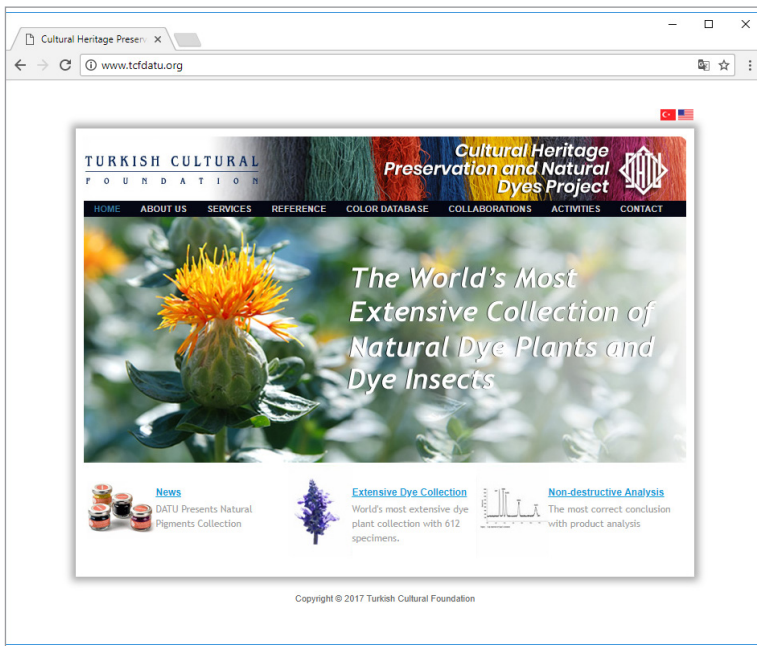 Cultural Heritage Preserv
www.tcfdatu.org
TURKISH CULTURAL
FOUNDATION
Cultural Heritage
Preservation and Natural
Dyes Project
DATU
HOME ABOUT US SERVICES REFERENCE COLOR DATABASE COLLABORATIONS ACTIVITIES CONTACT
The World's Most
Extensive Collection of
Natural Dye Plants and
Dye Insects
News
DATU Presents Natural
Pigments Collection
Extensive Dye Collection
World's most extensive dye
plant collection with 612
specimens.
Non-destructive Analysis
The most correct conclusion
with product analysis
Copyright © 2017 Turkish Cultural Foundation